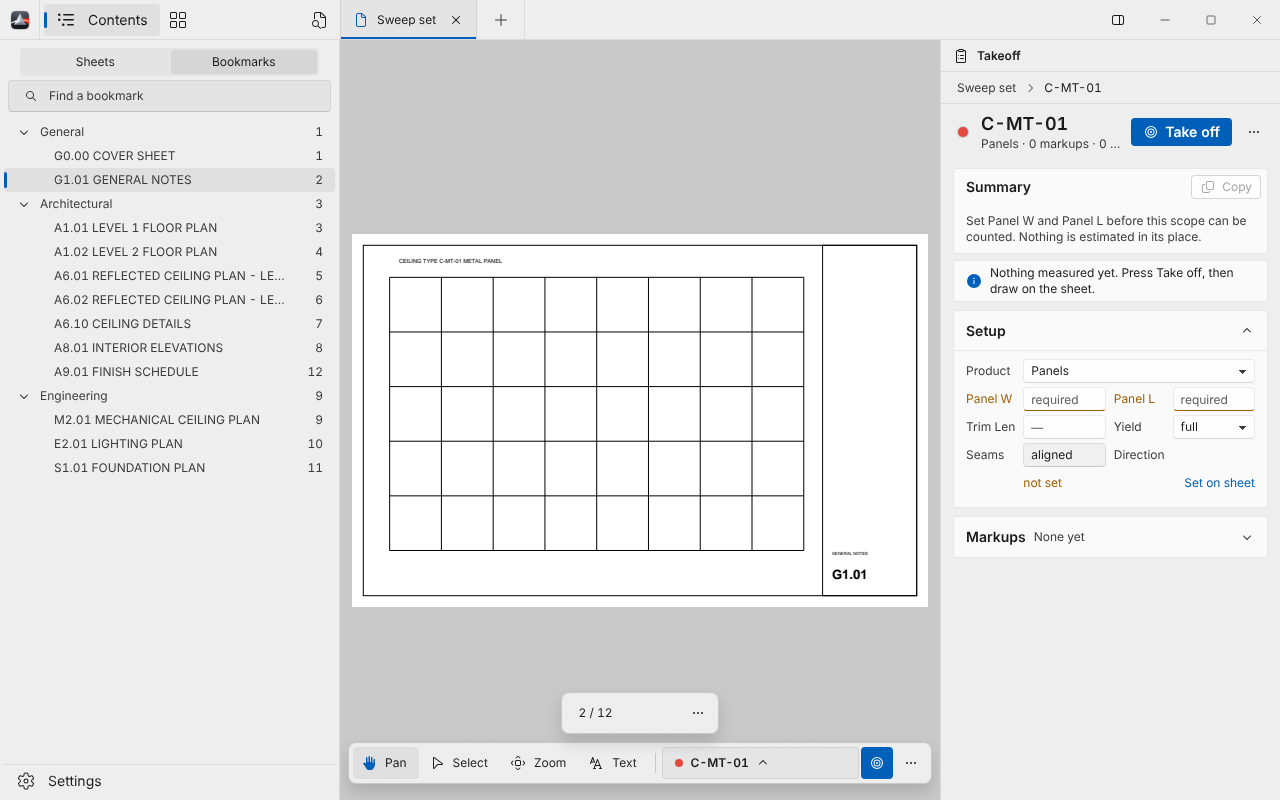 Contents
Sweep set
Sheets
Bookmarks
Find a bookmark
General 1
G0.00 COVER SHEET 1
G1.01 GENERAL NOTES 2
Architectural 3
A1.01 LEVEL 1 FLOOR PLAN 3
A1.02 LEVEL 2 FLOOR PLAN 4
A6.01 REFLECTED CEILING PLAN - LE... 5
A6.02 REFLECTED CEILING PLAN - LE... 6
A6.10 CEILING DETAILS 7
A8.01 INTERIOR ELEVATIONS 8
A9.01 FINISH SCHEDULE 12
Engineering 9
M2.01 MECHANICAL CEILING PLAN 9
E2.01 LIGHTING PLAN 10
S1.01 FOUNDATION PLAN 11
Settings
CEILING TYPE C-MT-01 METAL PANEL
GENERAL NOTES
G1.01
2 / 12
Pan
Select
Zoom
Text
C-MT-01
Takeoff
Sweep set > C-MT-01
C-MT-01
Panels · 0 markups · 0 ...
Take off
Summary
Copy
Set Panel W and Panel L before this scope can be
counted. Nothing is estimated in its place.
Nothing measured yet. Press Take off, then
draw on the sheet.
Setup
Product Panels
Panel W required Panel L required
Trim Len — Yield full
Seams aligned Direction
not set Set on sheet
Markups None yet